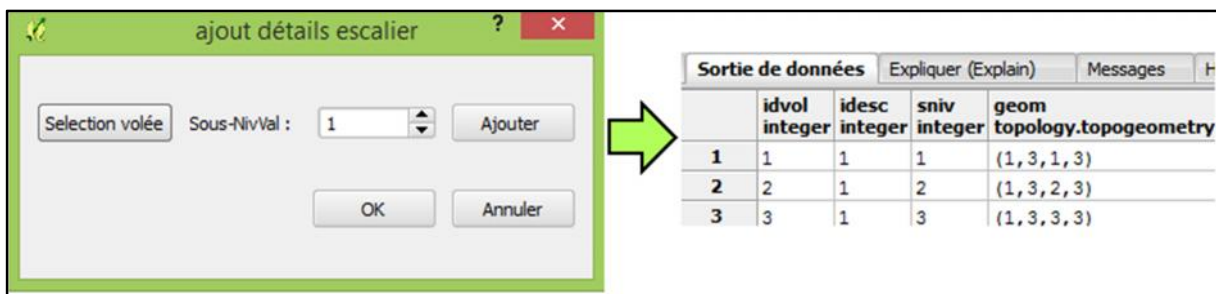 ajout détails escalier ? ×
Selection volée Sous-NivVal : 1 Ajouter
OK Annuler
Sortie de données Expliquer (Explain) Messages H
idvol idesc sniv geom
integer integer integer topology.topogeometry
1 1 1 1 (1,3,1,3)
2 2 1 2 (1,3,2,3)
3 3 1 3 (1,3,3,3)